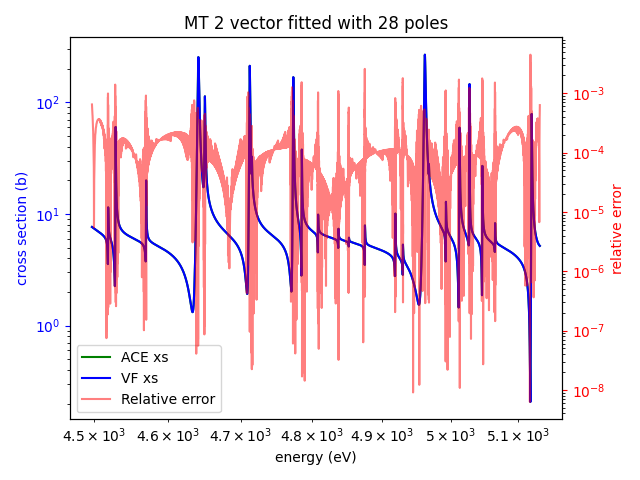 MT 2 vector fitted with 28 poles
cross section (b)
10²
10¹
10⁰
10⁻³
10⁻⁴
10⁻⁵
10⁻⁶
10⁻⁷
10⁻⁸
relative error
ACE xs
VF xs
Relative error
4.5 × 10³ 4.6 × 10³ 4.7 × 10³ 4.8 × 10³ 4.9 × 10³ 5 × 10³ 5.1 × 10³
energy (eV)